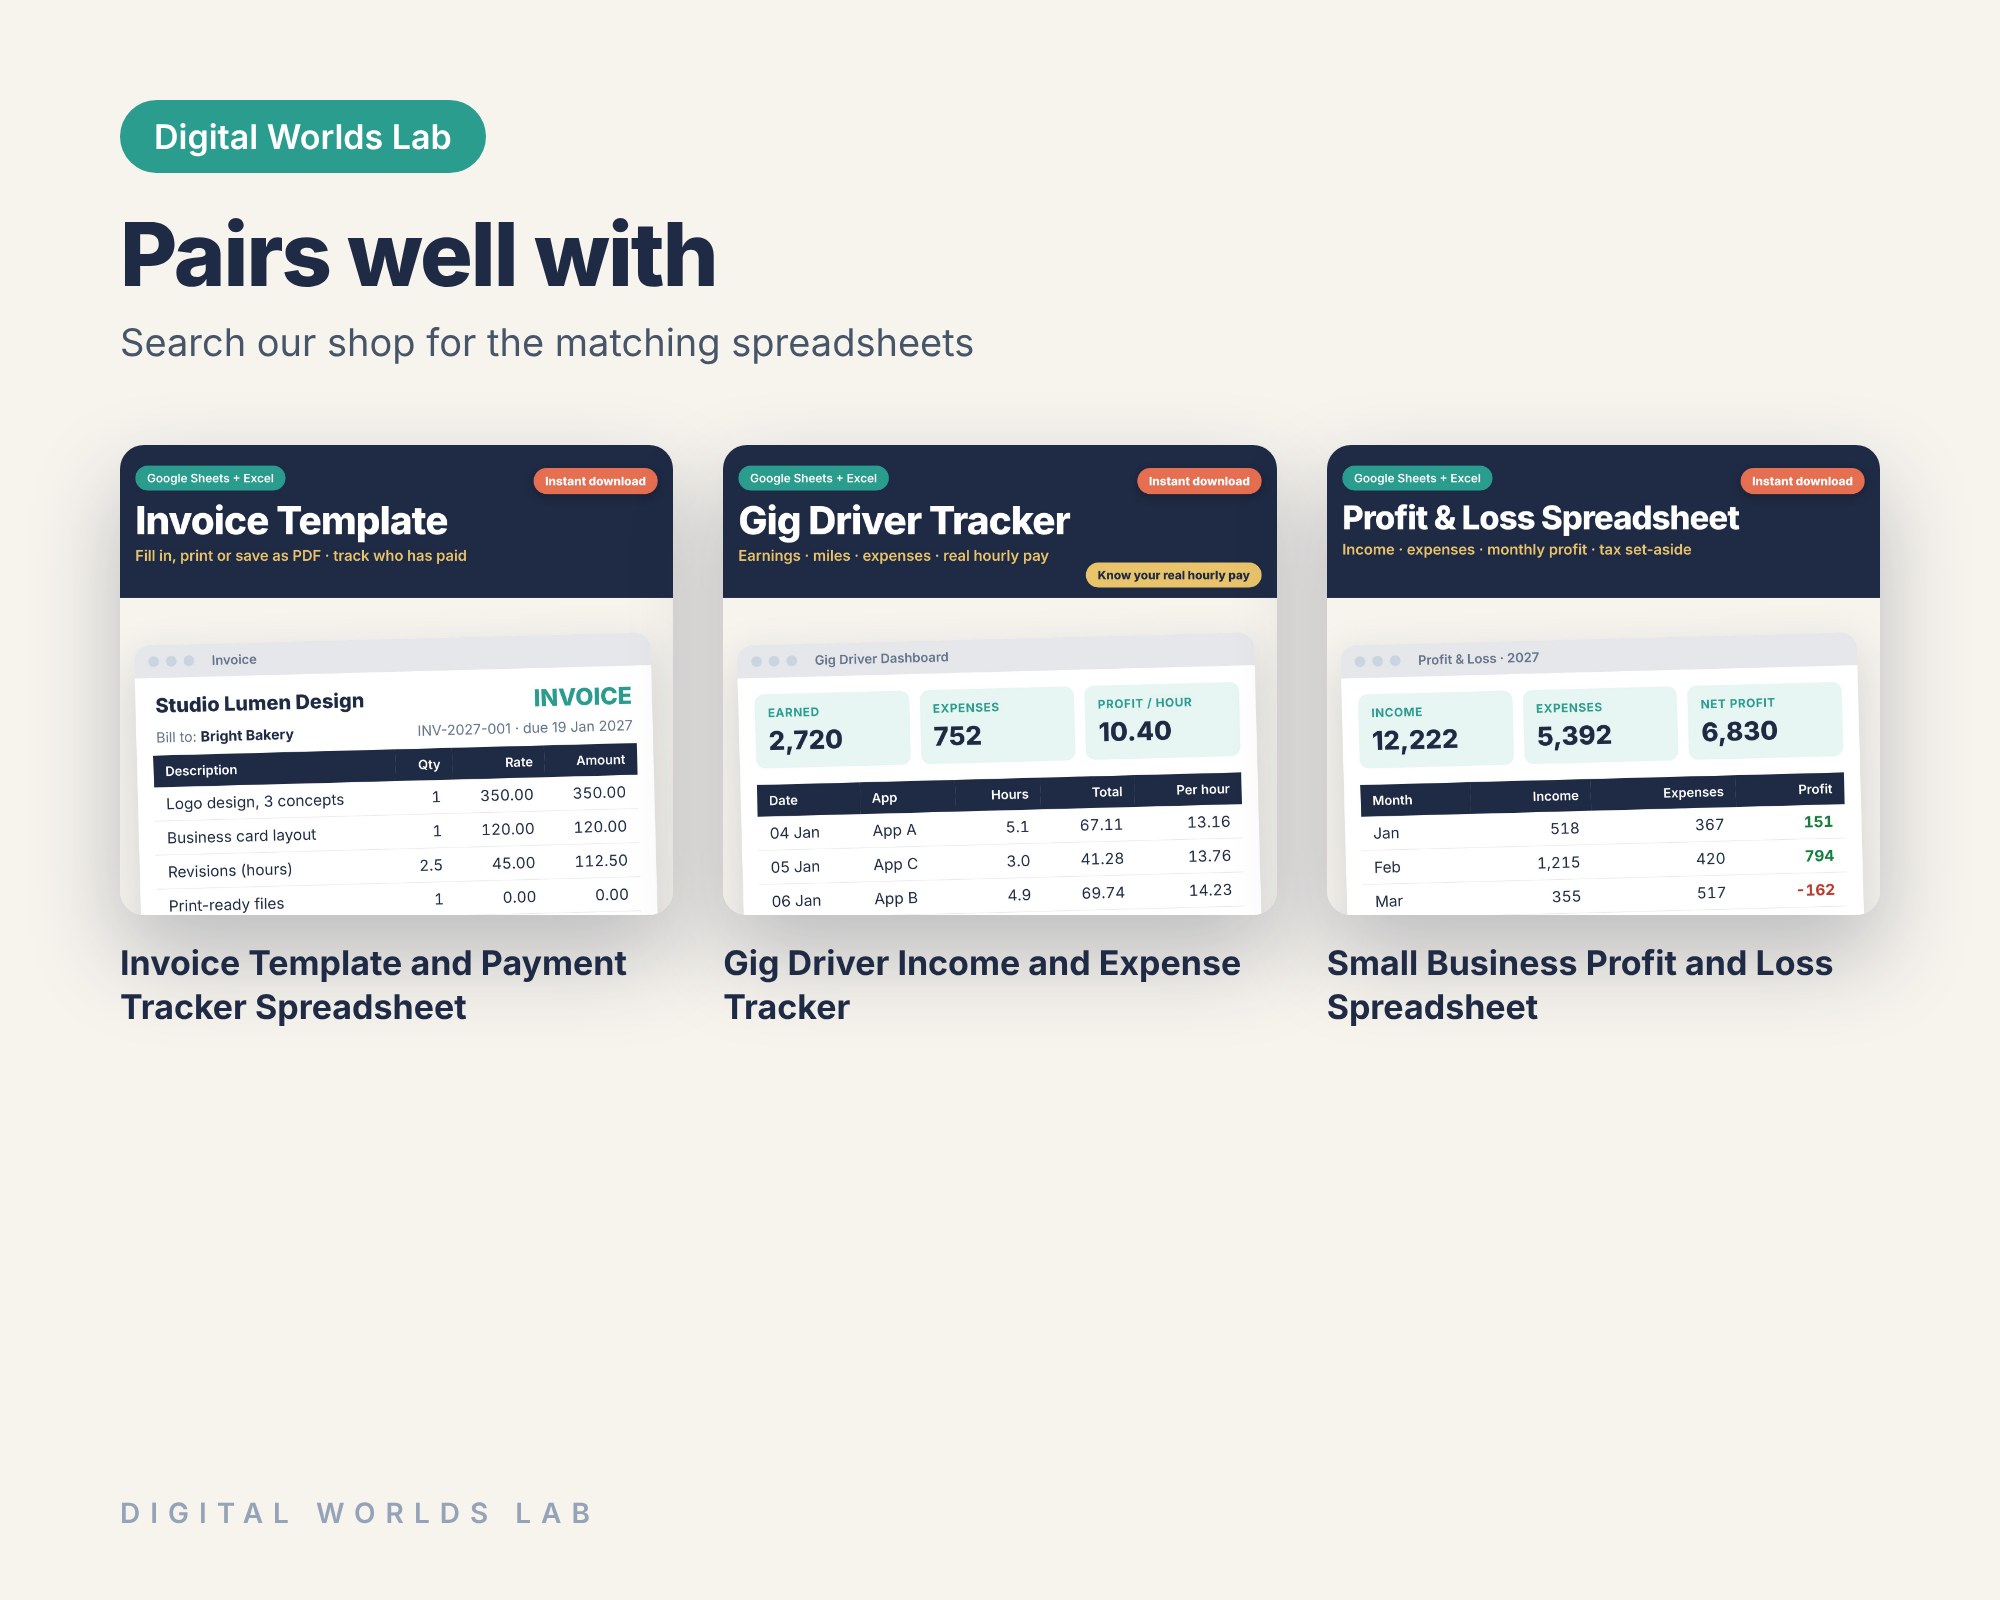 Digital Worlds Lab
Pairs well with
Search our shop for the matching spreadsheets
Google Sheets + Excel
Instant download
Invoice Template
Fill in, print or save as PDF · track who has paid
Invoice
Studio Lumen Design
INVOICE
Bill to: Bright Bakery
INV-2027-001 · due 19 Jan 2027
Description Qty Rate Amount
Logo design, 3 concepts 1 350.00 350.00
Business card layout 1 120.00 120.00
Revisions (hours) 2.5 45.00 112.50
Print-ready files 1 0.00 0.00
Invoice Template and Payment
Tracker Spreadsheet
Google Sheets + Excel
Instant download
Gig Driver Tracker
Earnings · miles · expenses · real hourly pay
Know your real hourly pay
Gig Driver Dashboard
EARNED EXPENSES PROFIT / HOUR
2,720 752 10.40
Date App Hours Total Per hour
04 Jan App A 5.1 67.11 13.16
05 Jan App C 3.0 41.28 13.76
06 Jan App B 4.9 69.74 14.23
Gig Driver Income and Expense
Tracker
Google Sheets + Excel
Instant download
Profit & Loss Spreadsheet
Income · expenses · monthly profit · tax set-aside
Profit & Loss · 2027
INCOME EXPENSES NET PROFIT
12,222 5,392 6,830
Month Income Expenses Profit
Jan 518 367 151
Feb 1,215 420 794
Mar 355 517 -162
Small Business Profit and Loss
Spreadsheet
DIGITAL WORLDS LAB